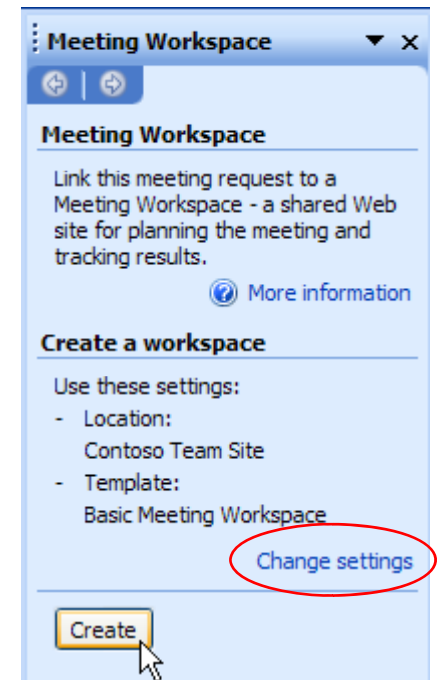 Meeting Workspace
Meeting Workspace
Link this meeting request to a
Meeting Workspace - a shared Web
site for planning the meeting and
tracking results.
More information
Create a workspace
Use these settings:
- Location:
Contoso Team Site
- Template:
Basic Meeting Workspace
Change settings
Create